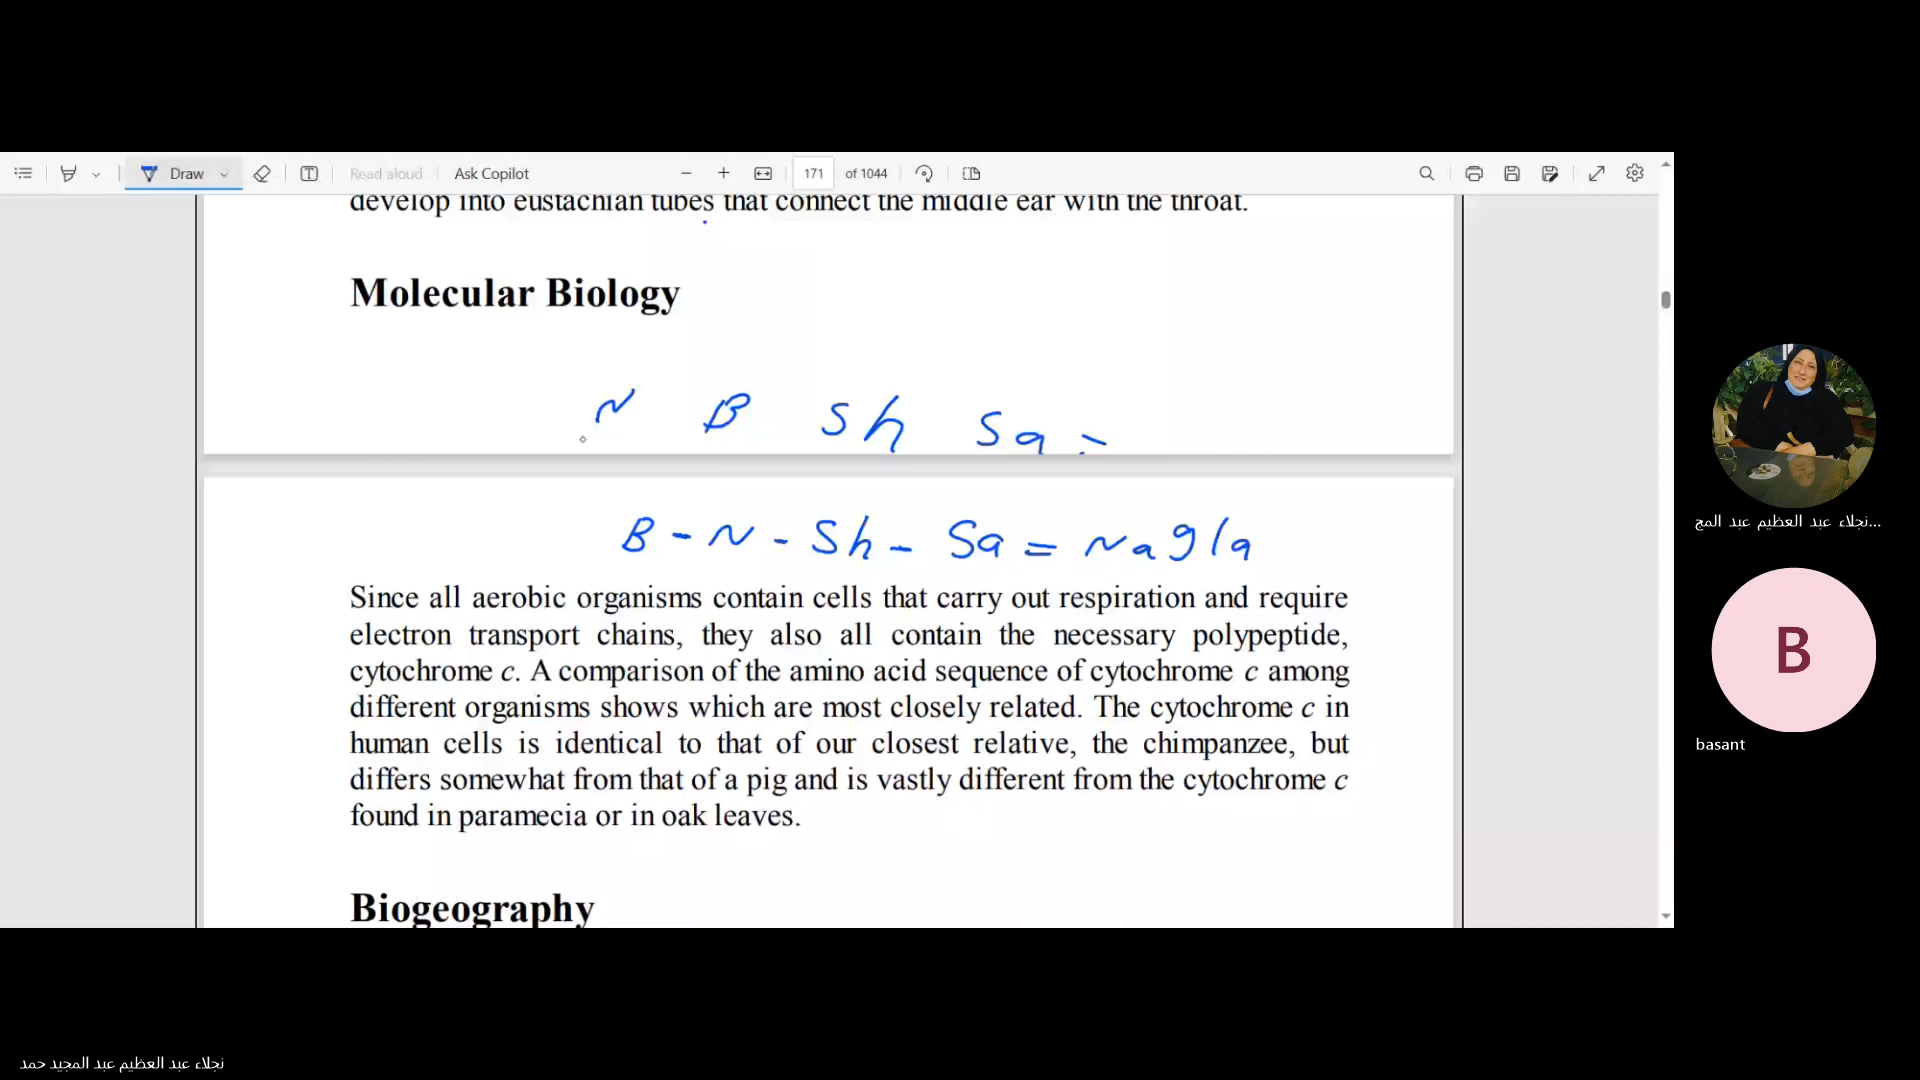 Draw
Read aloud
Ask Copilot
171 of 1044
develop into eustachian tubes that connect the middle ear with the throat.
Molecular Biology
N B Sh Sa =
B - N - Sh - Sa = Nagla
Since all aerobic organisms contain cells that carry out respiration and require
electron transport chains, they also all contain the necessary polypeptide,
cytochrome c. A comparison of the amino acid sequence of cytochrome c among
different organisms shows which are most closely related. The cytochrome c in
human cells is identical to that of our closest relative, the chimpanzee, but
differs somewhat from that of a pig and is vastly different from the cytochrome c
found in paramecia or in oak leaves.
Biogeography
نجلاء عبد العظيم عبد المج...
B
basant
نجلاء عبد العظيم عبد المجيد حمد